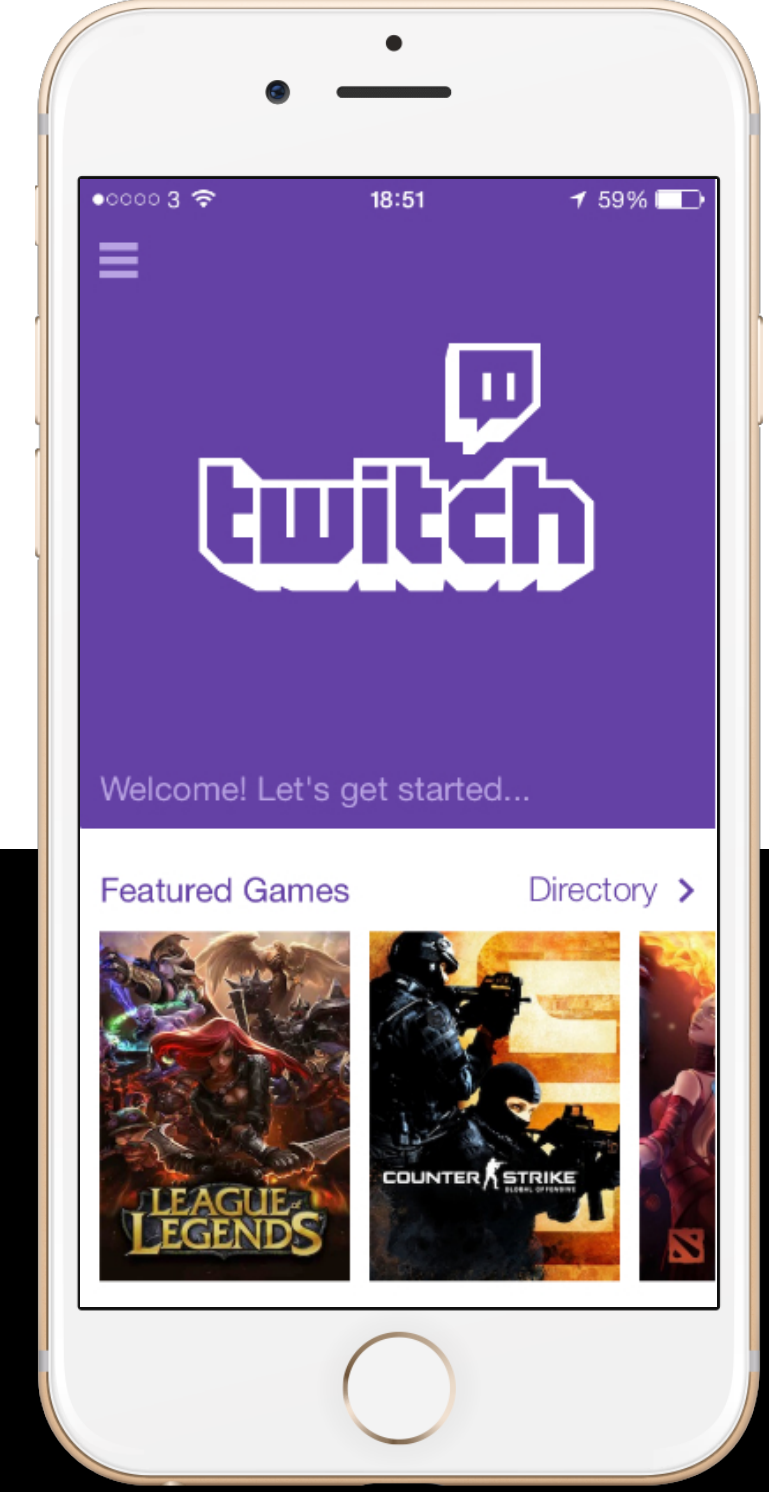 3 18:51 59%
twitch
Welcome! Let's get started...
Featured Games Directory
LEAGUE of
LEGENDS
COUNTER STRIKE
GLOBAL OFFENSIVE